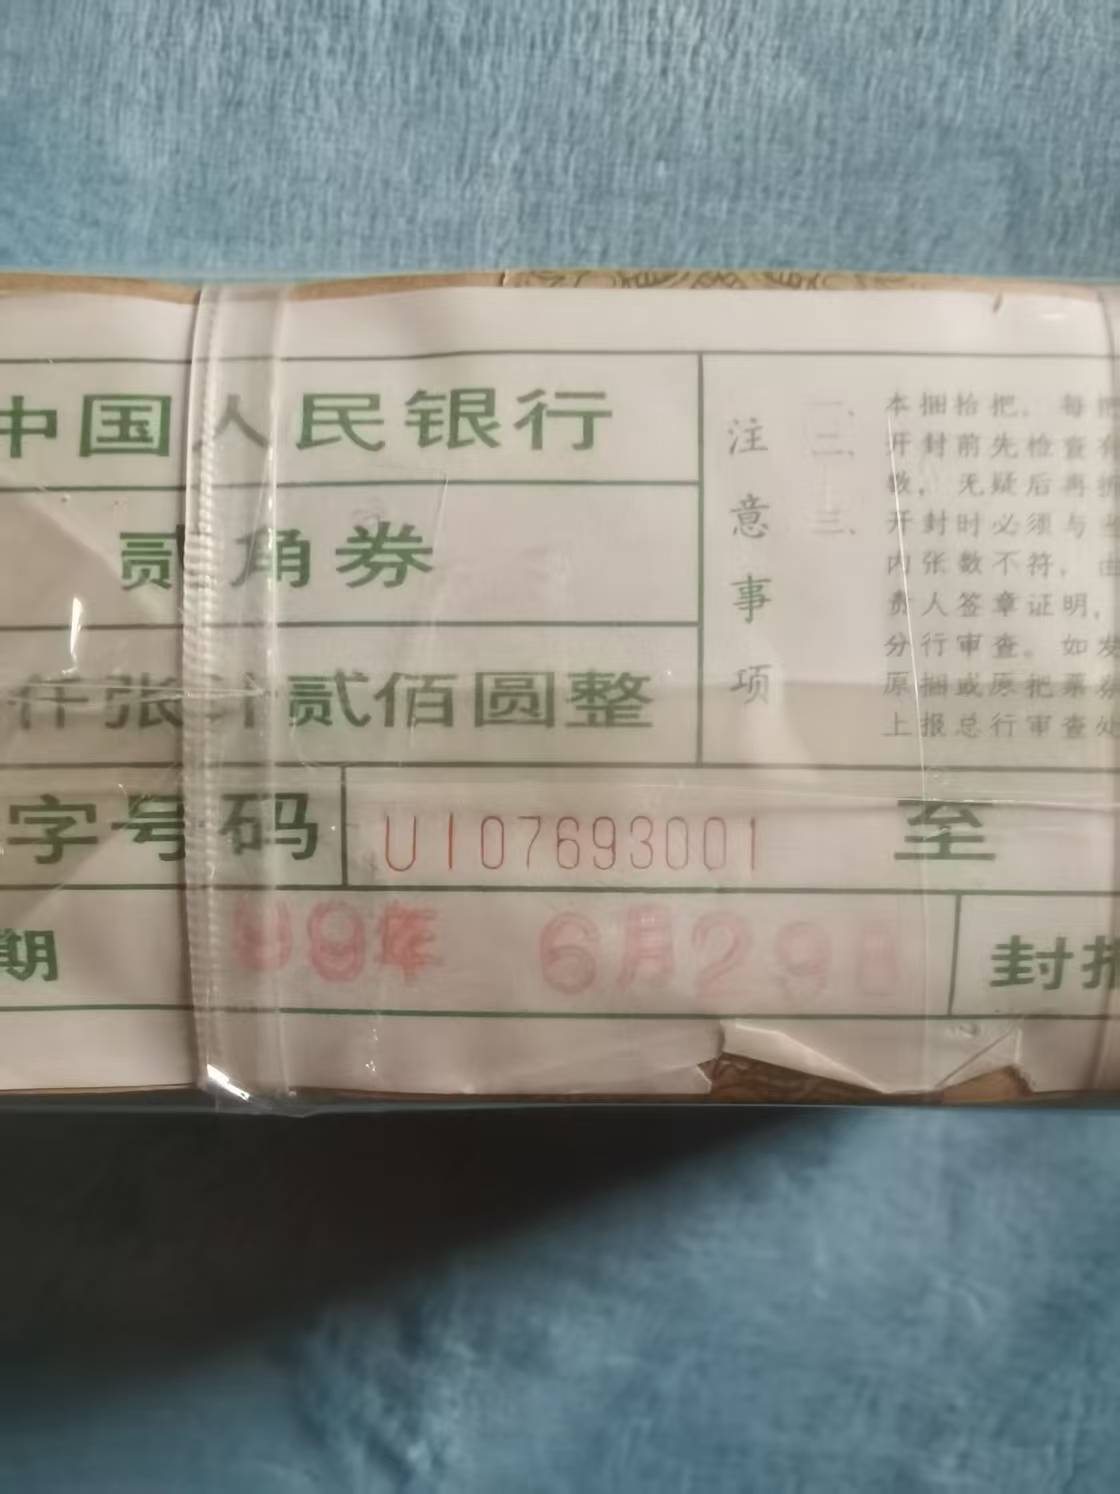 中国人民银行
贰角券
仟张计贰佰圆整
字号码 UI07693001 至
期 99年 6月29日 封
注意事项
一、本捆拾把，每
二、开封前先检查有
数，无疑后再拆
三、开封时必须与
内张数不符，由
责人签章证明，
分行审查。如发
原捆或原把票
上报总行审查处